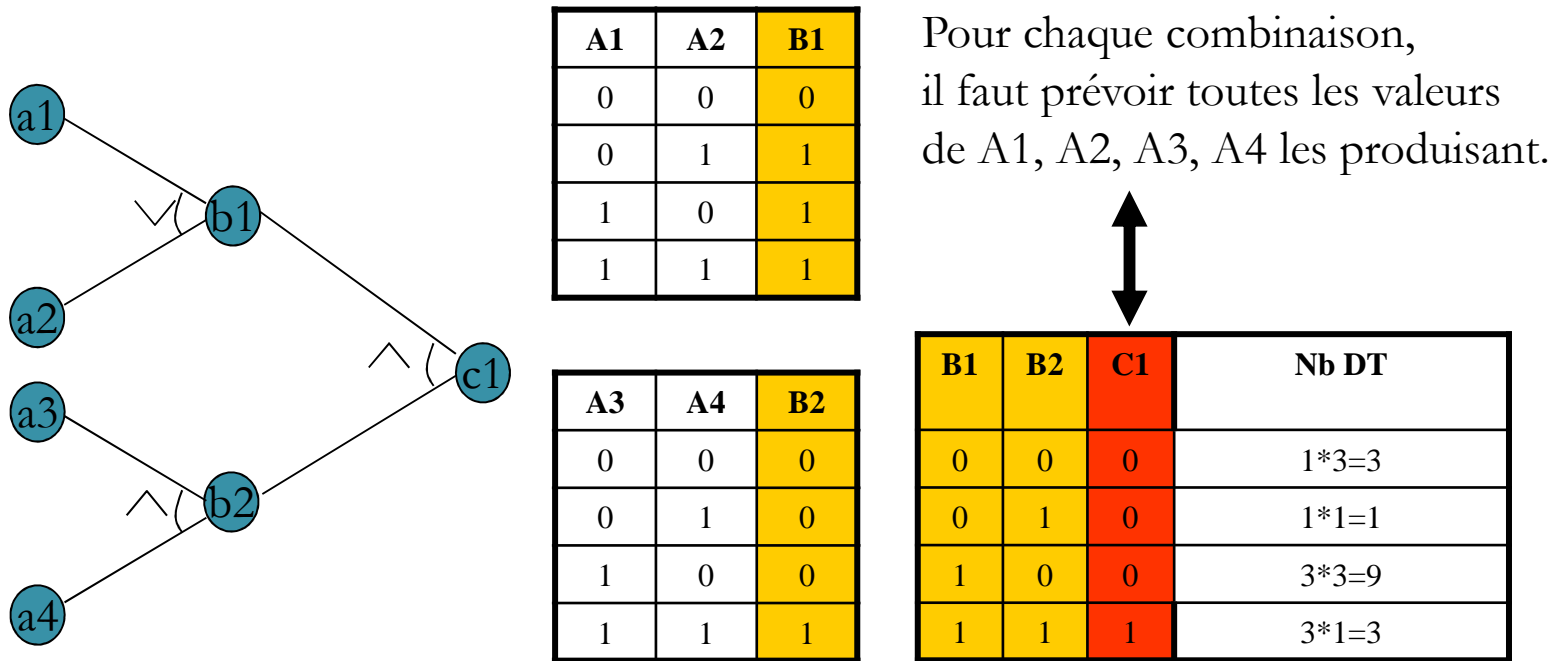 a1
a2
a3
a4
∨
b1
∧
b2
∧
c1
A1 A2 B1
0 0 0
0 1 1
1 0 1
1 1 1
A3 A4 B2
0 0 0
0 1 0
1 0 0
1 1 1
Pour chaque combinaison,
il faut prévoir toutes les valeurs
de A1, A2, A3, A4 les produisant.
B1 B2 C1 Nb DT
0 0 0 1*3=3
0 1 0 1*1=1
1 0 0 3*3=9
1 1 1 3*1=3